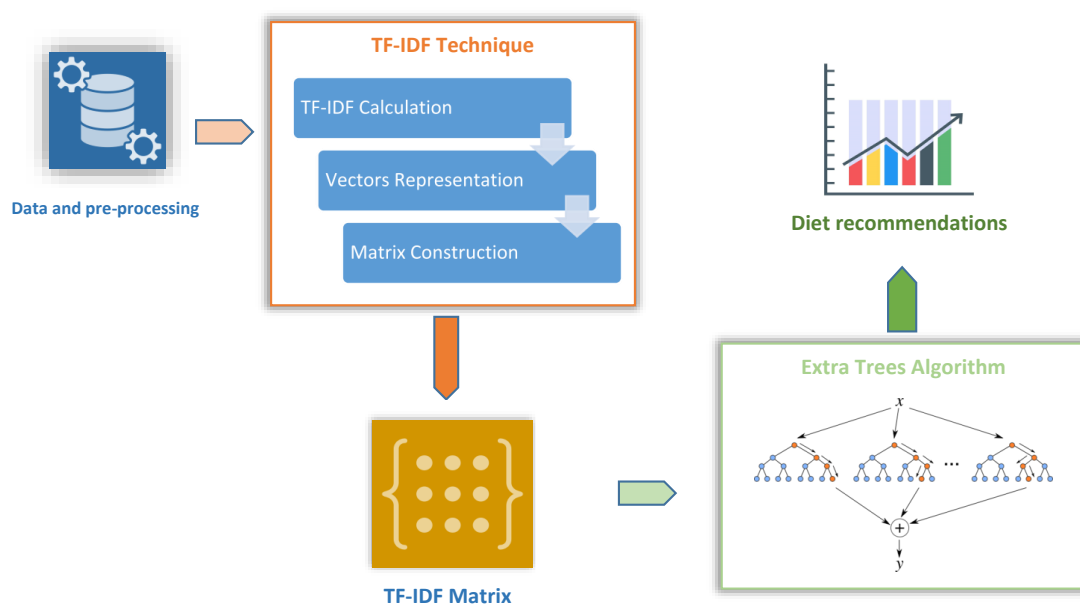 TF-IDF Technique
TF-IDF Calculation
Vectors Representation
Matrix Construction
Data and pre-processing
Diet recommendations
Extra Trees Algorithm
x
...
+
y
TF-IDF Matrix